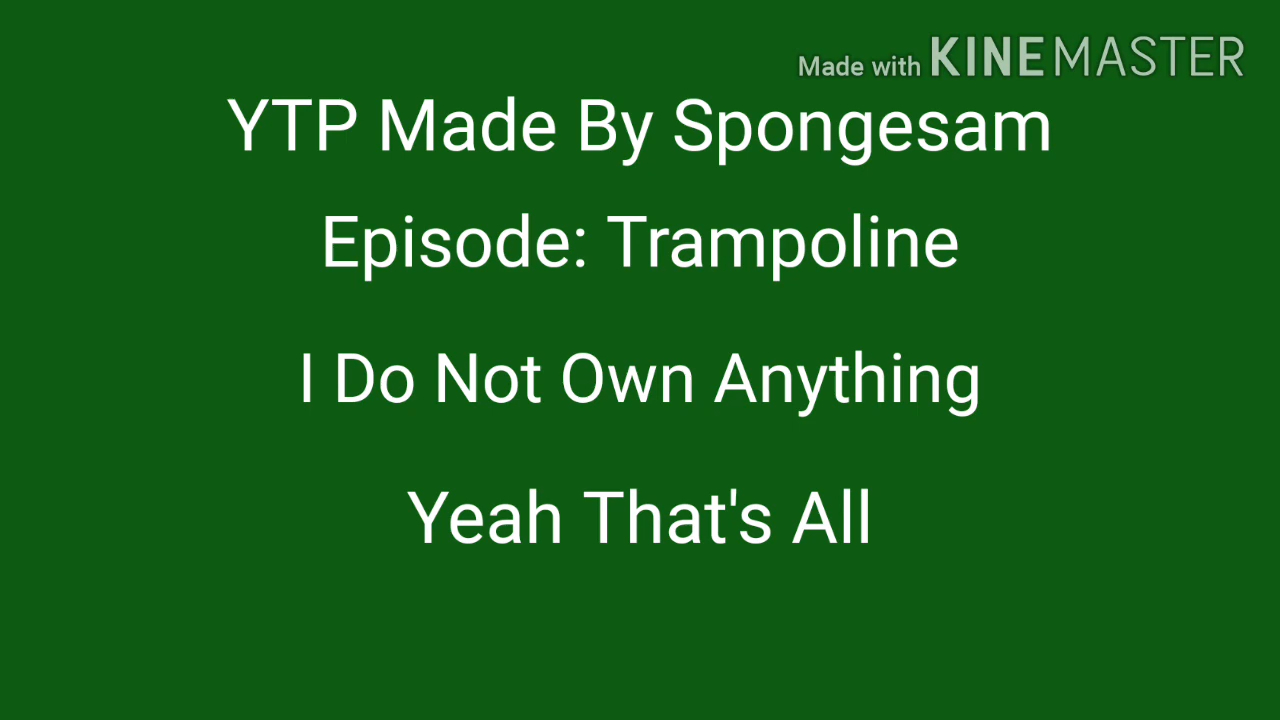 Made with KINEMASTER
YTP Made By Spongesam
Episode: Trampoline
I Do Not Own Anything
Yeah That's All